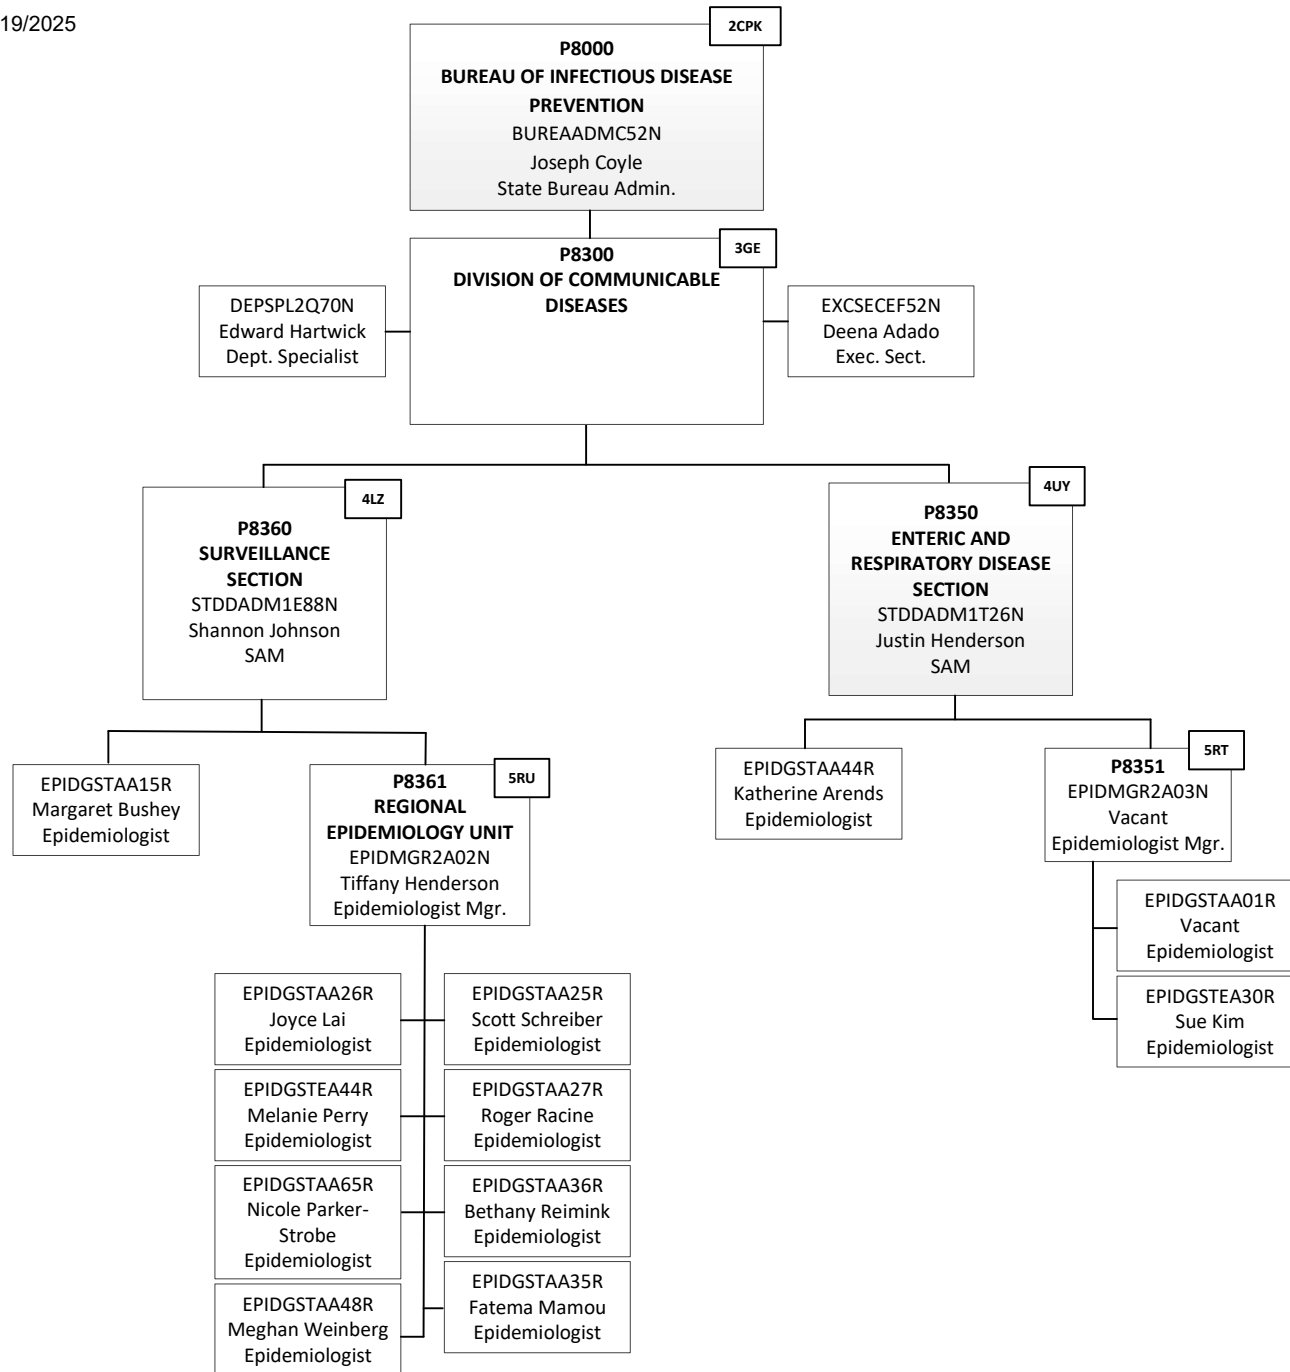 19/2025
2CPK
P8000
BUREAU OF INFECTIOUS DISEASE
PREVENTION
BUREAADMC52N
Joseph Coyle
State Bureau Admin.
3GE
P8300
DIVISION OF COMMUNICABLE
DISEASES
DEPSPL2Q70N
Edward Hartwick
Dept. Specialist
EXCSECEF52N
Deena Adado
Exec. Sect.
4LZ
P8360
SURVEILLANCE
SECTION
STDDADM1E88N
Shannon Johnson
SAM
4UY
P8350
ENTERIC AND
RESPIRATORY DISEASE
SECTION
STDDADM1T26N
Justin Henderson
SAM
EPIDGSTAA15R
Margaret Bushey
Epidemiologist
5RU
P8361
REGIONAL
EPIDEMIOLOGY UNIT
EPIDMGR2A02N
Tiffany Henderson
Epidemiologist Mgr.
EPIDGSTAA44R
Katherine Arends
Epidemiologist
5RT
P8351
EPIDMGR2A03N
Vacant
Epidemiologist Mgr.
EPIDGSTAA01R
Vacant
Epidemiologist
EPIDGSTEA30R
Sue Kim
Epidemiologist
EPIDGSTAA26R
Joyce Lai
Epidemiologist
EPIDGSTAA25R
Scott Schreiber
Epidemiologist
EPIDGSTEA44R
Melanie Perry
Epidemiologist
EPIDGSTAA27R
Roger Racine
Epidemiologist
EPIDGSTAA65R
Nicole Parker-
Strobe
Epidemiologist
EPIDGSTAA36R
Bethany Reimink
Epidemiologist
EPIDGSTAA48R
Meghan Weinberg
Epidemiologist
EPIDGSTAA35R
Fatema Mamou
Epidemiologist